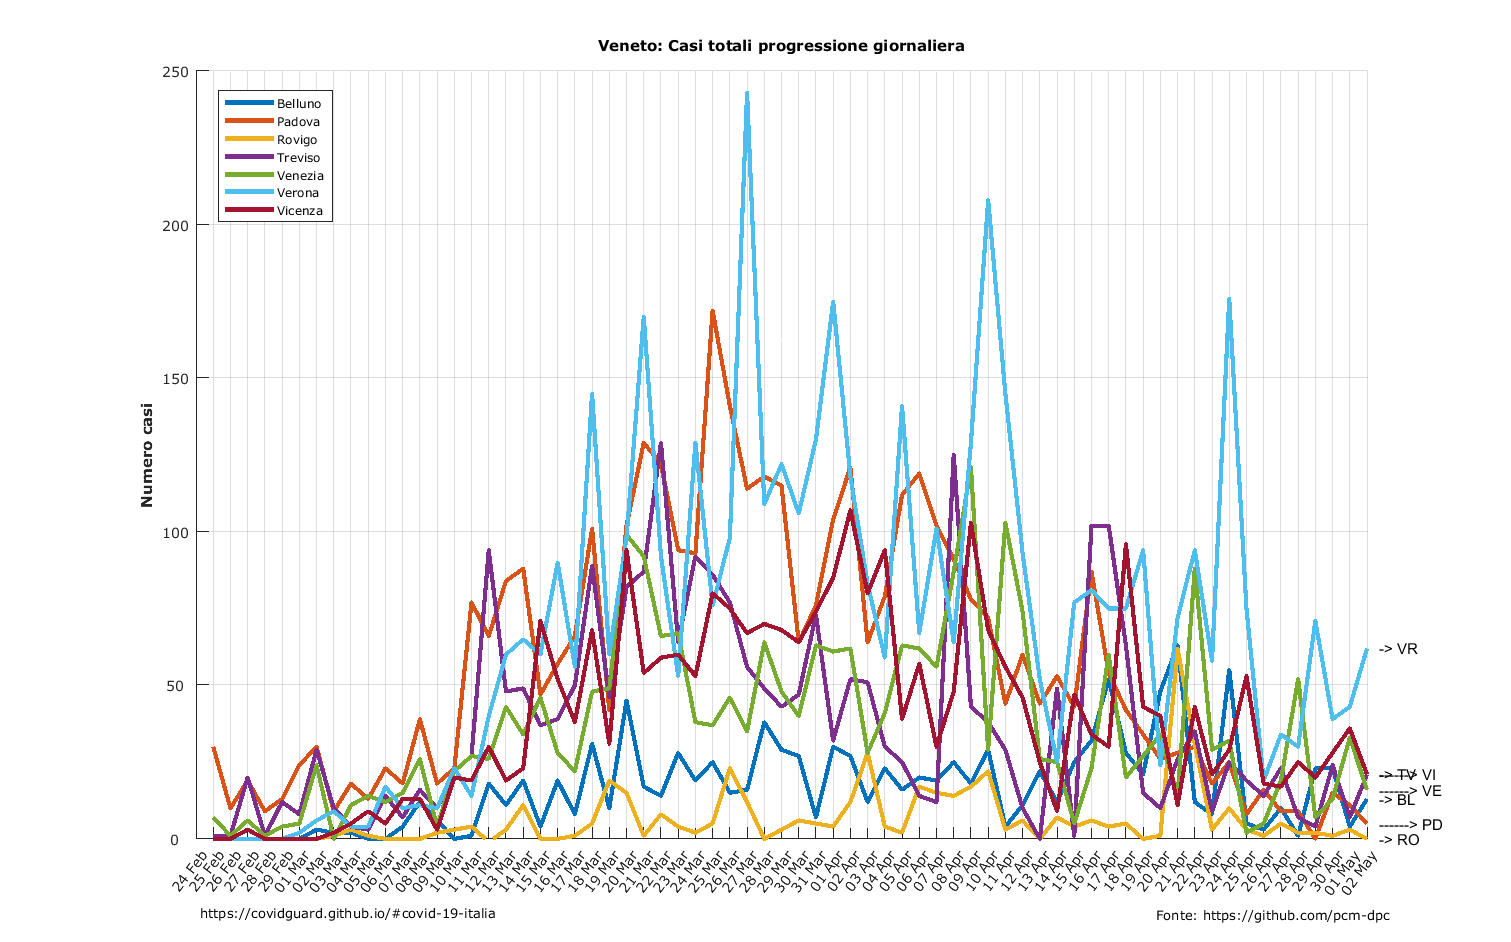 Veneto: Casi totali progressione giornaliera
250
200
150
100
50
0
Numero casi
Belluno
Padova
Rovigo
Treviso
Venezia
Verona
Vicenza
-> VR
-> TV
-----> VI
------> VE
-> BL
------> PD
-> RO
24 Feb
25 Feb
26 Feb
27 Feb
28 Feb
29 Feb
01 Mar
02 Mar
03 Mar
04 Mar
05 Mar
06 Mar
07 Mar
08 Mar
09 Mar
10 Mar
11 Mar
12 Mar
13 Mar
14 Mar
15 Mar
16 Mar
17 Mar
18 Mar
19 Mar
20 Mar
21 Mar
22 Mar
23 Mar
24 Mar
25 Mar
26 Mar
27 Mar
28 Mar
29 Mar
30 Mar
31 Mar
01 Apr
02 Apr
03 Apr
04 Apr
05 Apr
06 Apr
07 Apr
08 Apr
09 Apr
10 Apr
11 Apr
12 Apr
13 Apr
14 Apr
15 Apr
16 Apr
17 Apr
18 Apr
19 Apr
20 Apr
21 Apr
22 Apr
23 Apr
24 Apr
25 Apr
26 Apr
27 Apr
28 Apr
29 Apr
30 Apr
01 May
02 May
https://covidguard.github.io/#covid-19-italia
Fonte: https://github.com/pcm-dpc